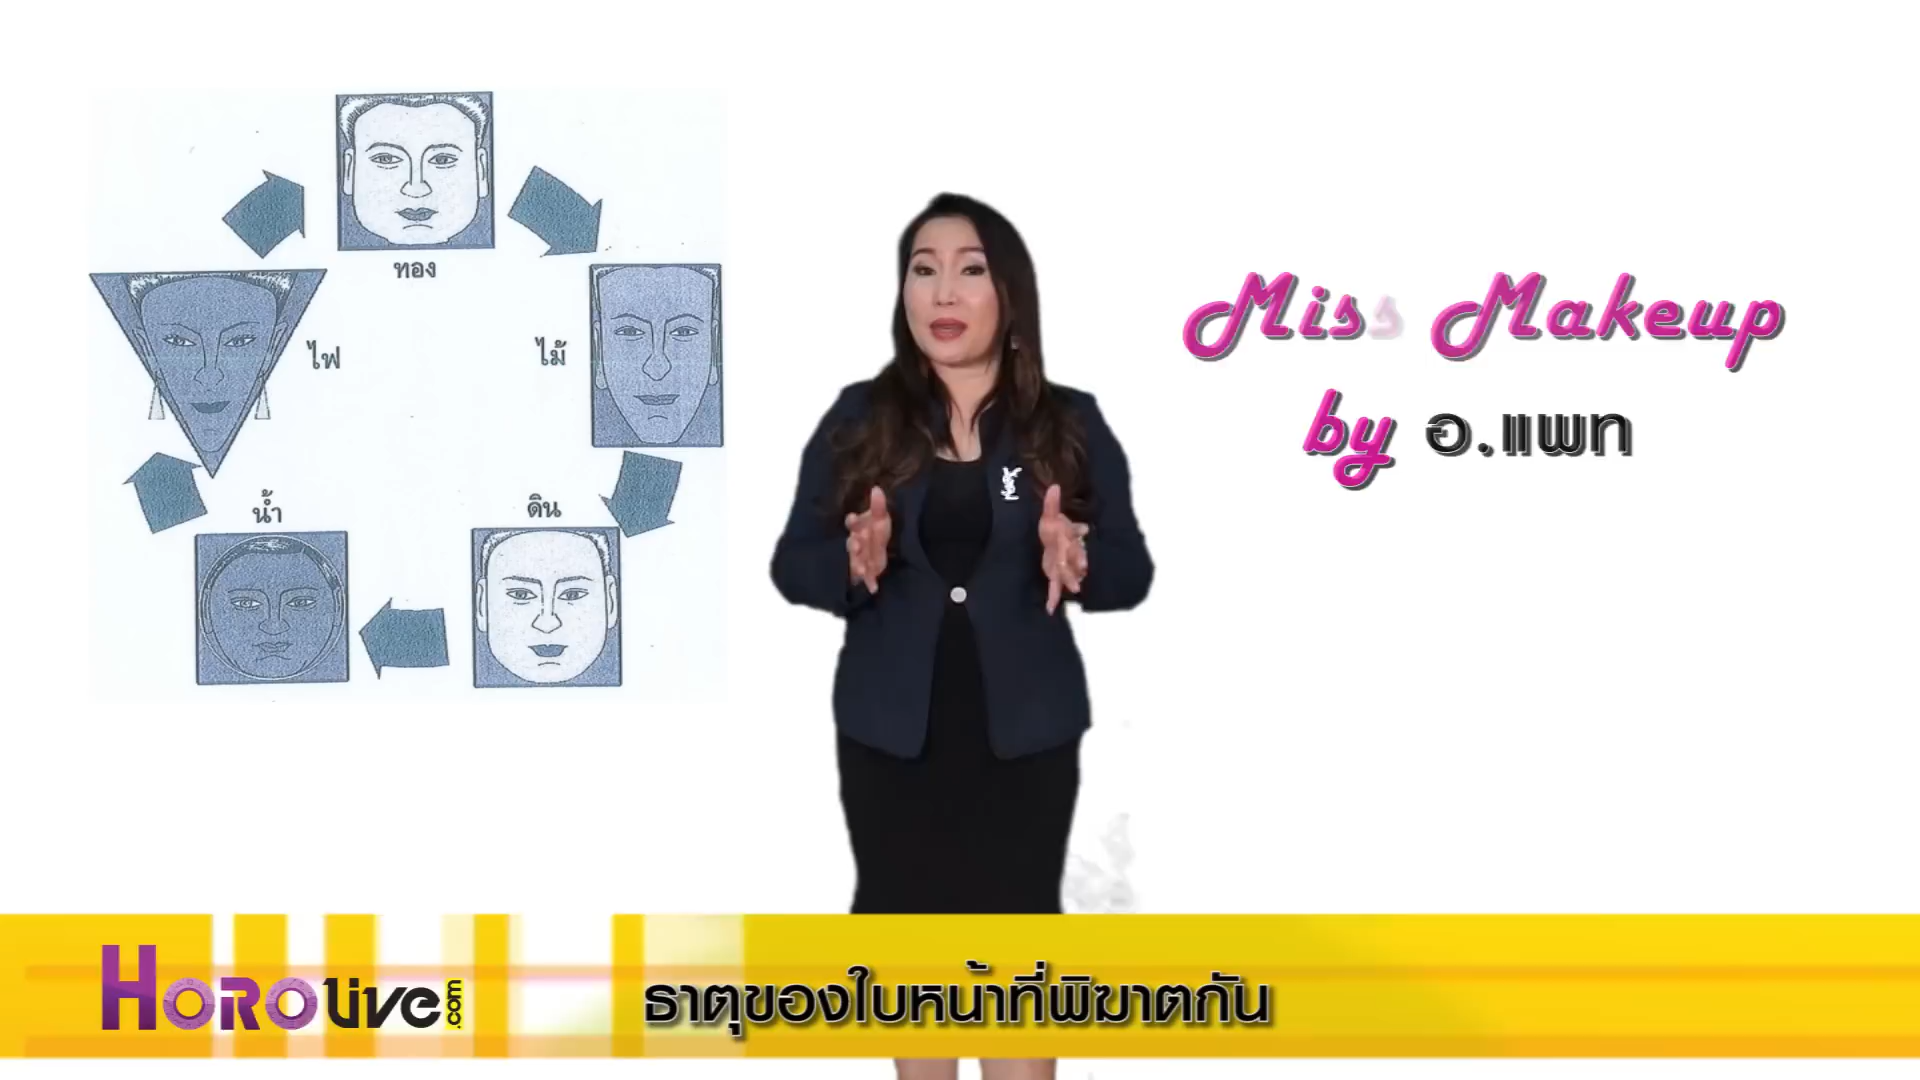 ทอง
ไฟ
ไม้
น้ำ
ดิน
Miss Makeup
by อ.แพท
HOROLIVE.com
ธาตุของใบหน้าที่พิฆาตกัน